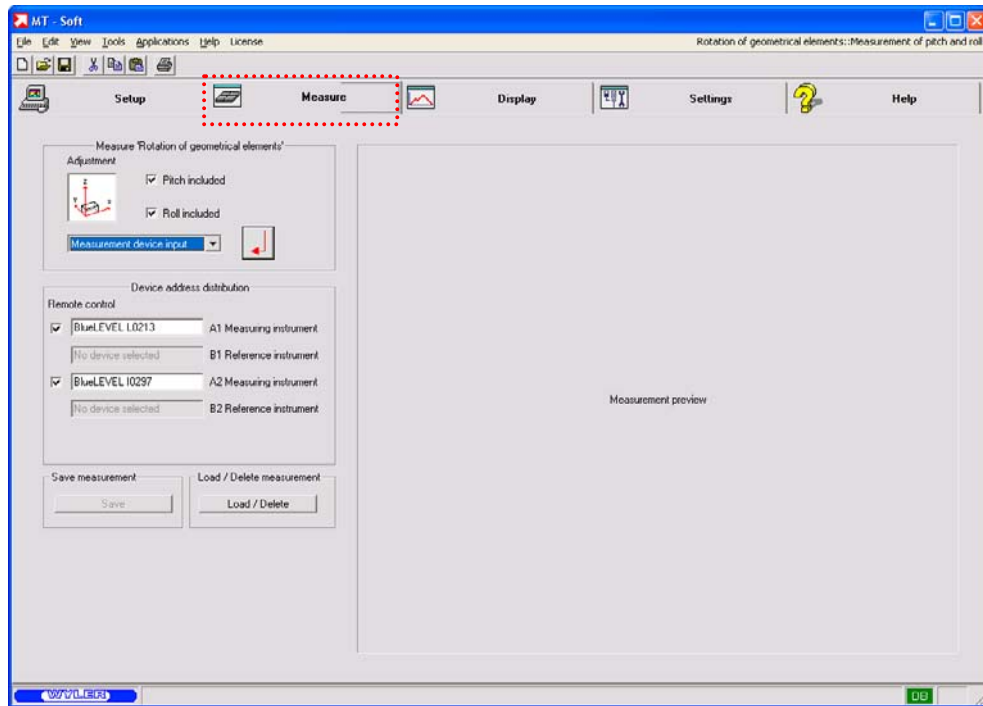 MT - Soft
File Edit View Tools Applications Help License
Rotation of geometrical elements::Measurement of pitch and roll
Setup Measure Display Settings Help
Measure 'Rotation of geometrical elements'
Adjustment
z
Y x
Pitch included
Roll included
Measurement device input
Device address distribution
Remote control
BlueLEVEL L0213 A1 Measuring instrument
No device selected B1 Reference instrument
BlueLEVEL I0297 A2 Measuring instrument
No device selected B2 Reference instrument
Measurement preview
Save measurement Load / Delete measurement
Save Load / Delete
WYLER DB